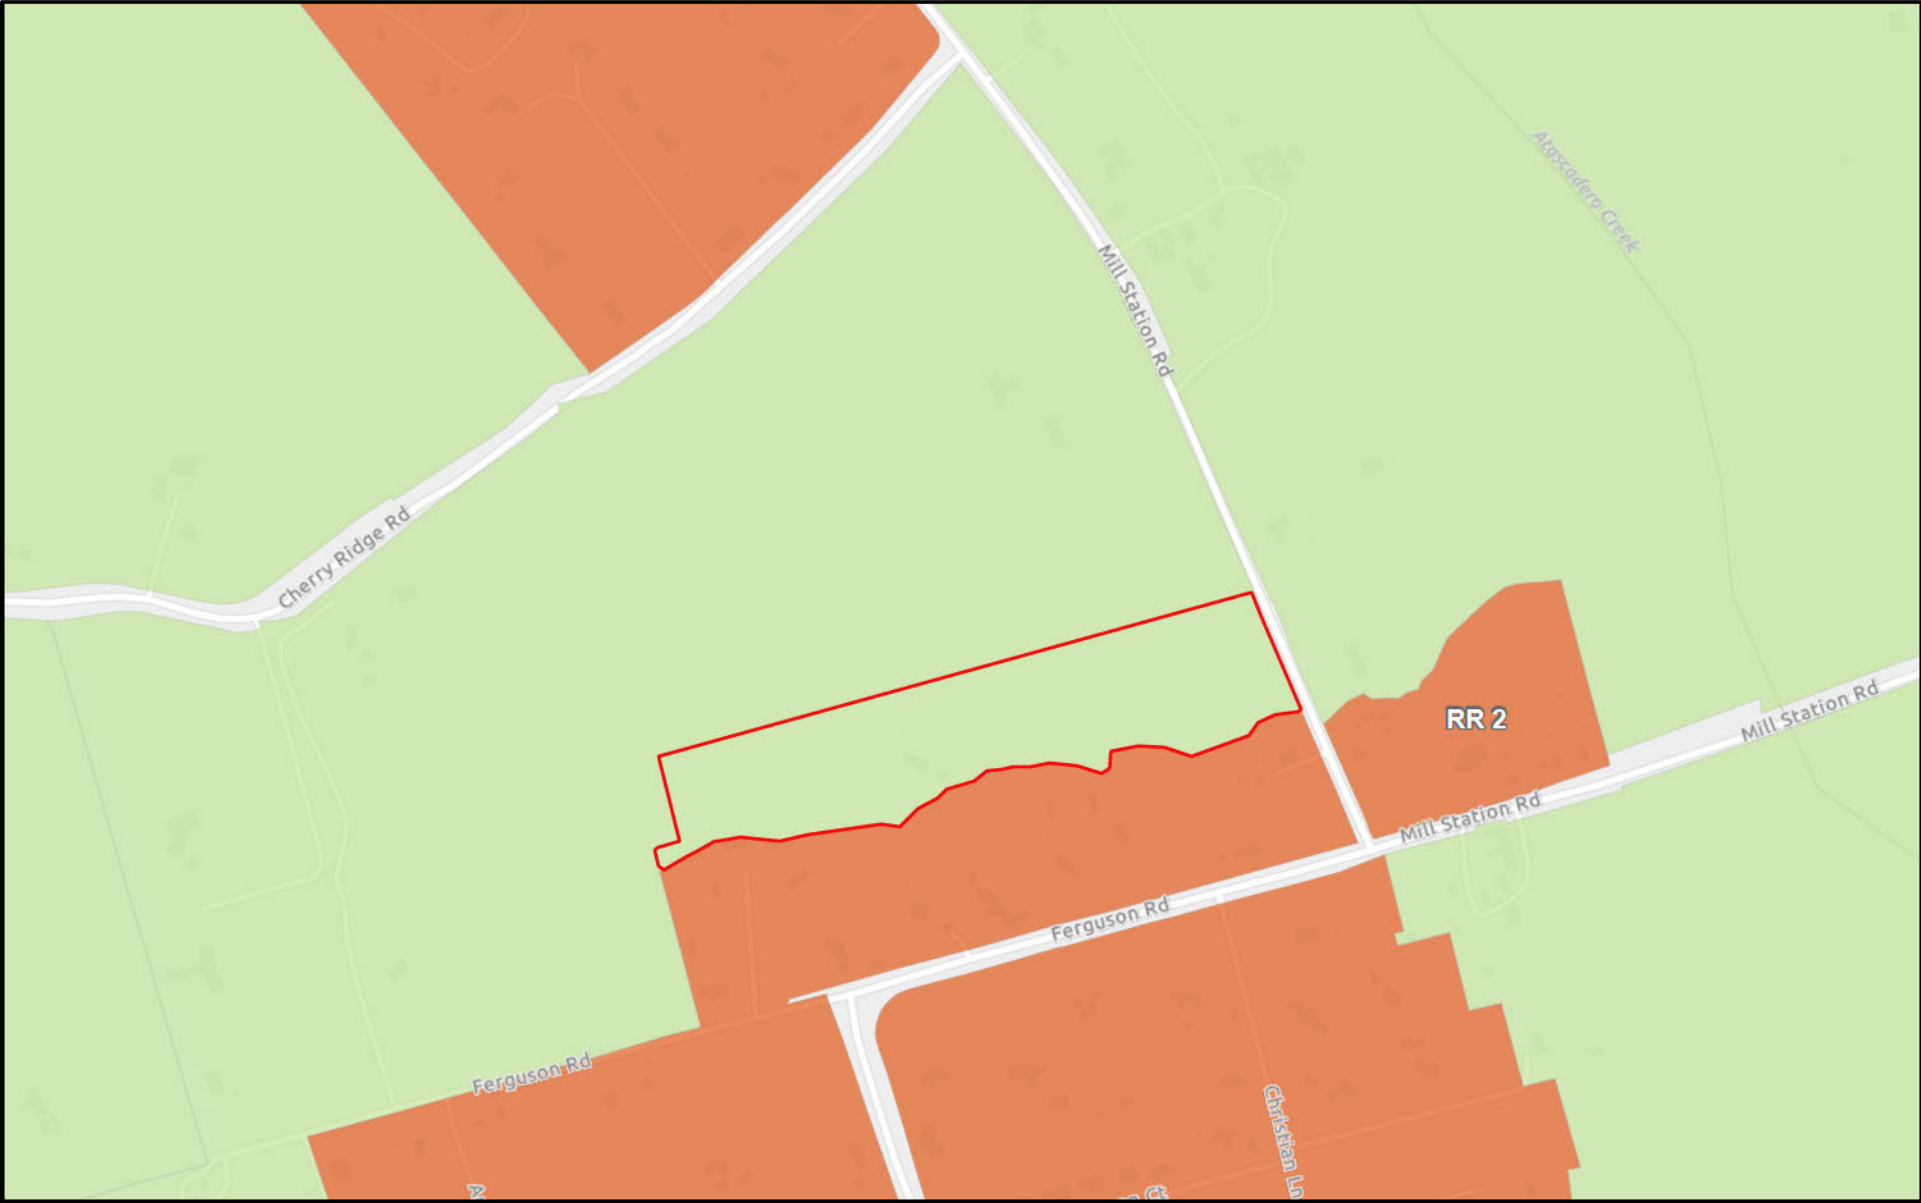 Atascadero Creek
Mill Station Rd
Cherry Ridge Rd
RR 2
Mill Station Rd
Mill Station Rd
Ferguson Rd
Ferguson Rd
Christian Ln
Ct